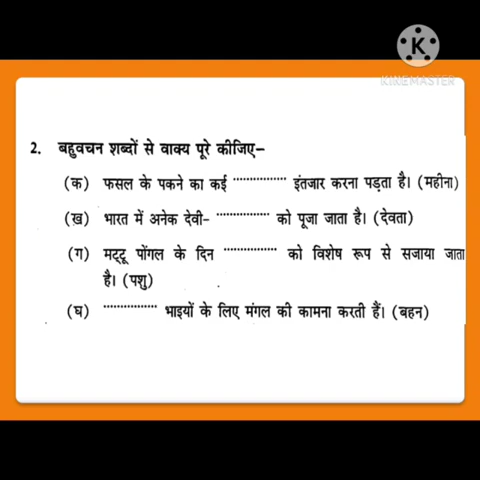 K
KINEMASTER
2. बहुवचन शब्दों से वाक्य पूरे कीजिए–
(क) फसल के पकने का कई ................ इंतजार करना पड़ता है। (महीना)
(ख) भारत में अनेक देवी- ................ को पूजा जाता है। (देवता)
(ग) मट्टू पोंगल के दिन ................ को विशेष रूप से सजाया जाता
है। (पशु)
(घ) ................ भाइयों के लिए मंगल की कामना करती हैं। (बहन)